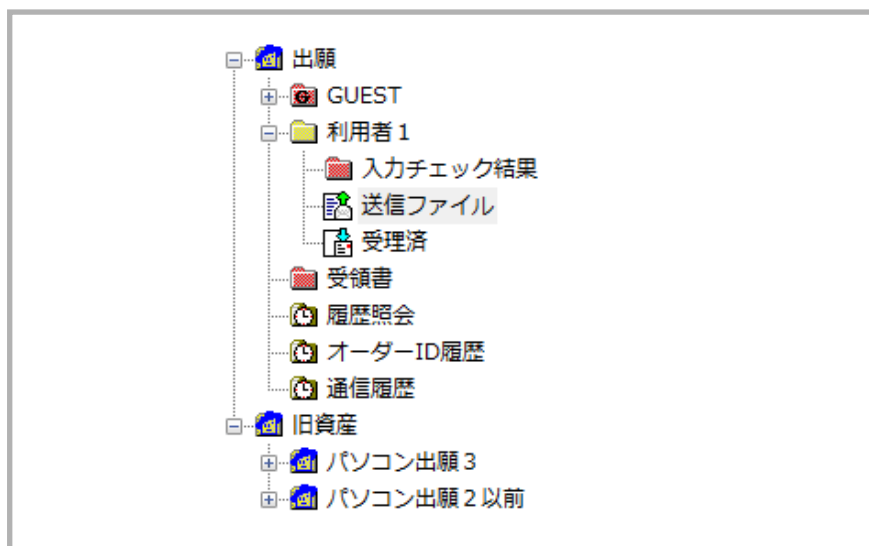 出願
GUEST
利用者１
入力チェック結果
送信ファイル
受理済
受領書
履歴照会
オーダーID履歴
通信履歴
旧資産
パソコン出願３
パソコン出願２以前